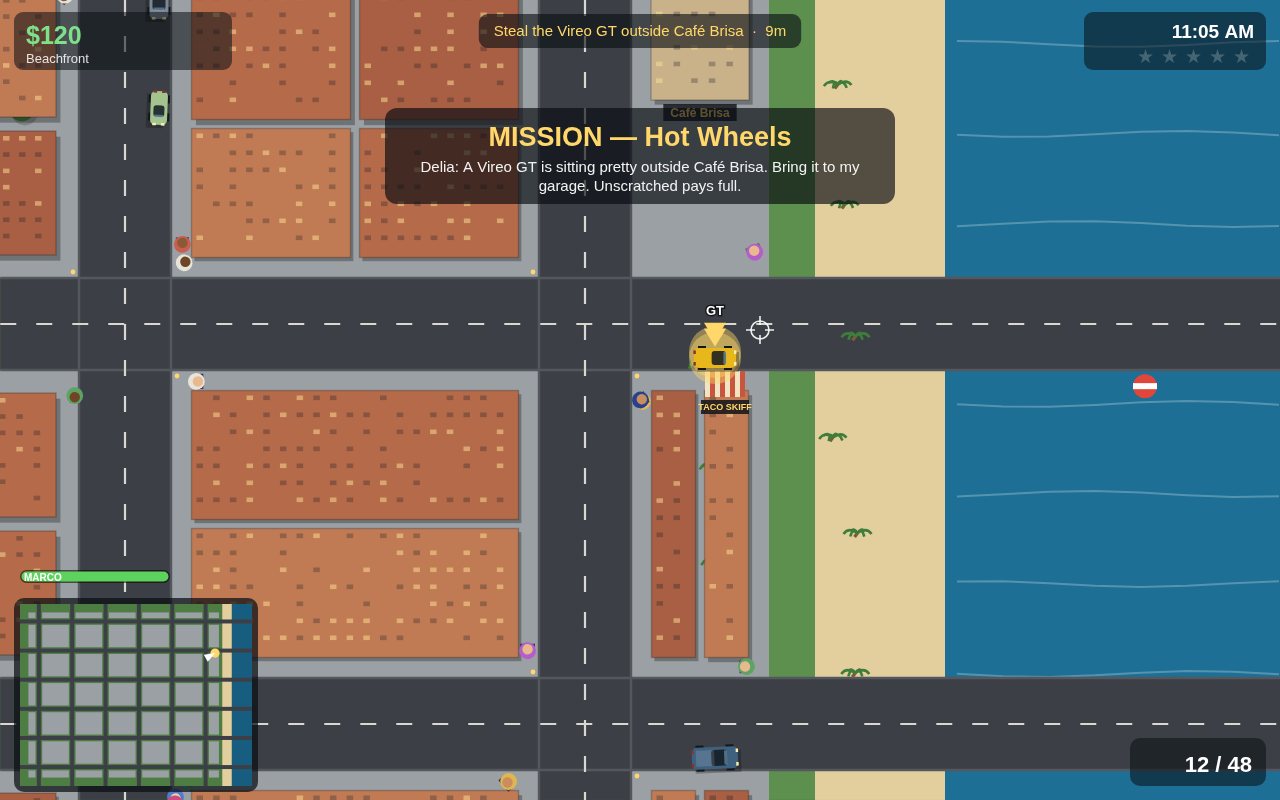 $120
Beachfront
Steal the Vireo GT outside Café Brisa · 9m
11:05 AM
Café Brisa
MISSION — Hot Wheels
Delia: A Vireo GT is sitting pretty outside Café Brisa. Bring it to my
garage. Unscratched pays full.
GT
TACO SKIFF
MARCO
12 / 48